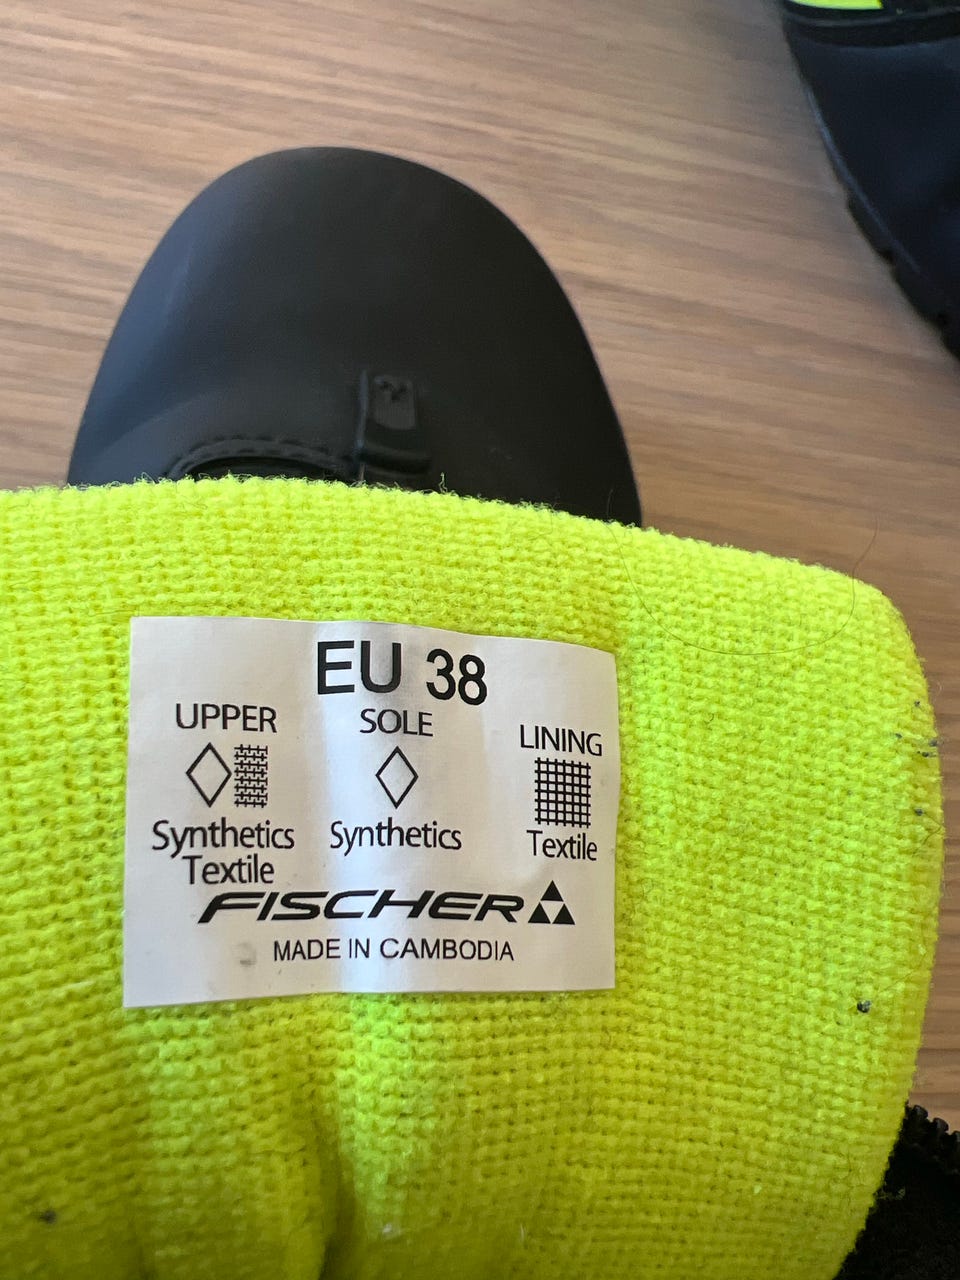 EU 38
UPPER SOLE LINING
Synthetics Synthetics Textile
Textile
FISCHER
MADE IN CAMBODIA